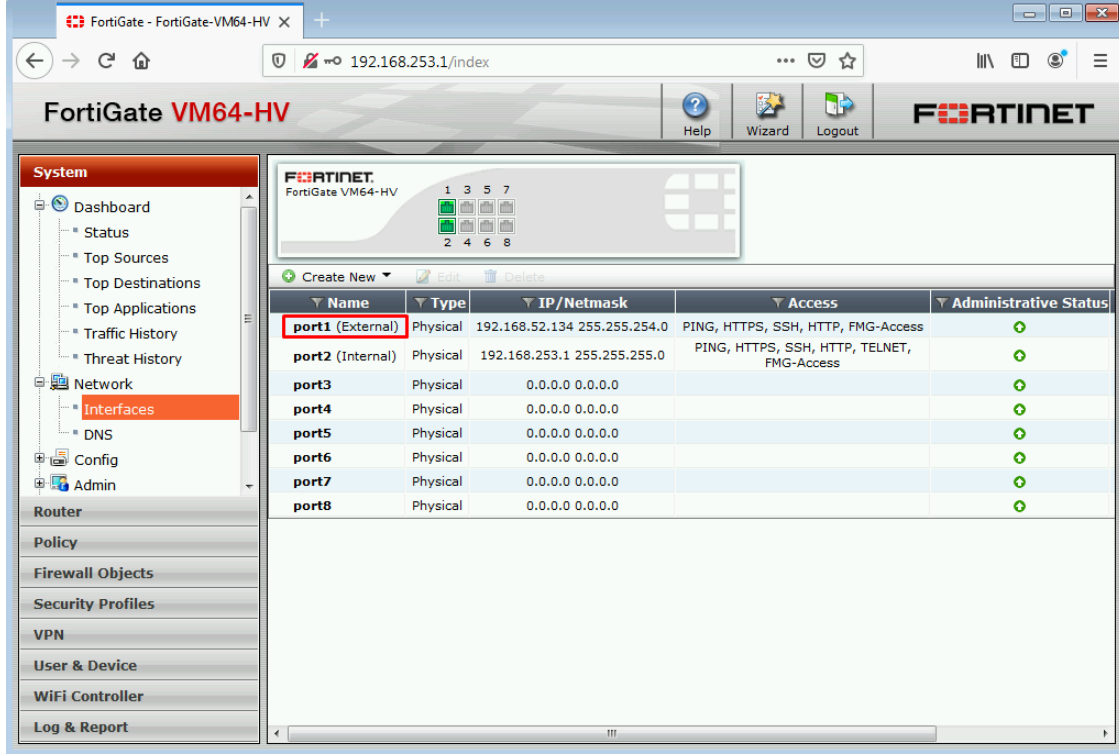 FortiGate - FortiGate-VM64-HV
192.168.253.1/index
FortiGate VM64-HV
Help
Wizard
Logout
FORTINET
System
Dashboard
Status
Top Sources
Top Destinations
Top Applications
Traffic History
Threat History
Network
Interfaces
DNS
Config
Admin
Router
Policy
Firewall Objects
Security Profiles
VPN
User & Device
WiFi Controller
Log & Report
FORTINET.
FortiGate VM64-HV
1 3 5 7
2 4 6 8
Create New Edit Delete
Name Type IP/Netmask Access Administrative Status
port1 (External) Physical 192.168.52.134 255.255.254.0 PING, HTTPS, SSH, HTTP, FMG-Access
port2 (Internal) Physical 192.168.253.1 255.255.255.0 PING, HTTPS, SSH, HTTP, TELNET,
FMG-Access
port3 Physical 0.0.0.0 0.0.0.0
port4 Physical 0.0.0.0 0.0.0.0
port5 Physical 0.0.0.0 0.0.0.0
port6 Physical 0.0.0.0 0.0.0.0
port7 Physical 0.0.0.0 0.0.0.0
port8 Physical 0.0.0.0 0.0.0.0